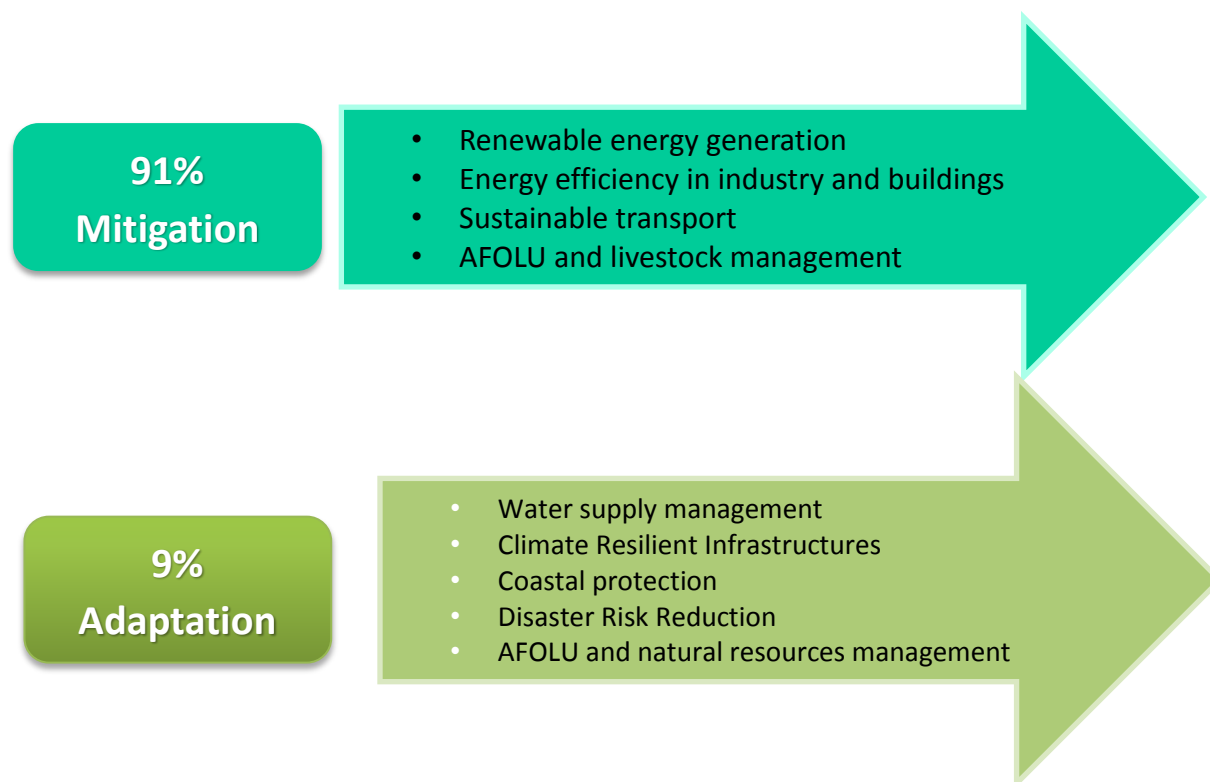 91%
Mitigation
• Renewable energy generation
• Energy efficiency in industry and buildings
• Sustainable transport
• AFOLU and livestock management
9%
Adaptation
• Water supply management
• Climate Resilient Infrastructures
• Coastal protection
• Disaster Risk Reduction
• AFOLU and natural resources management